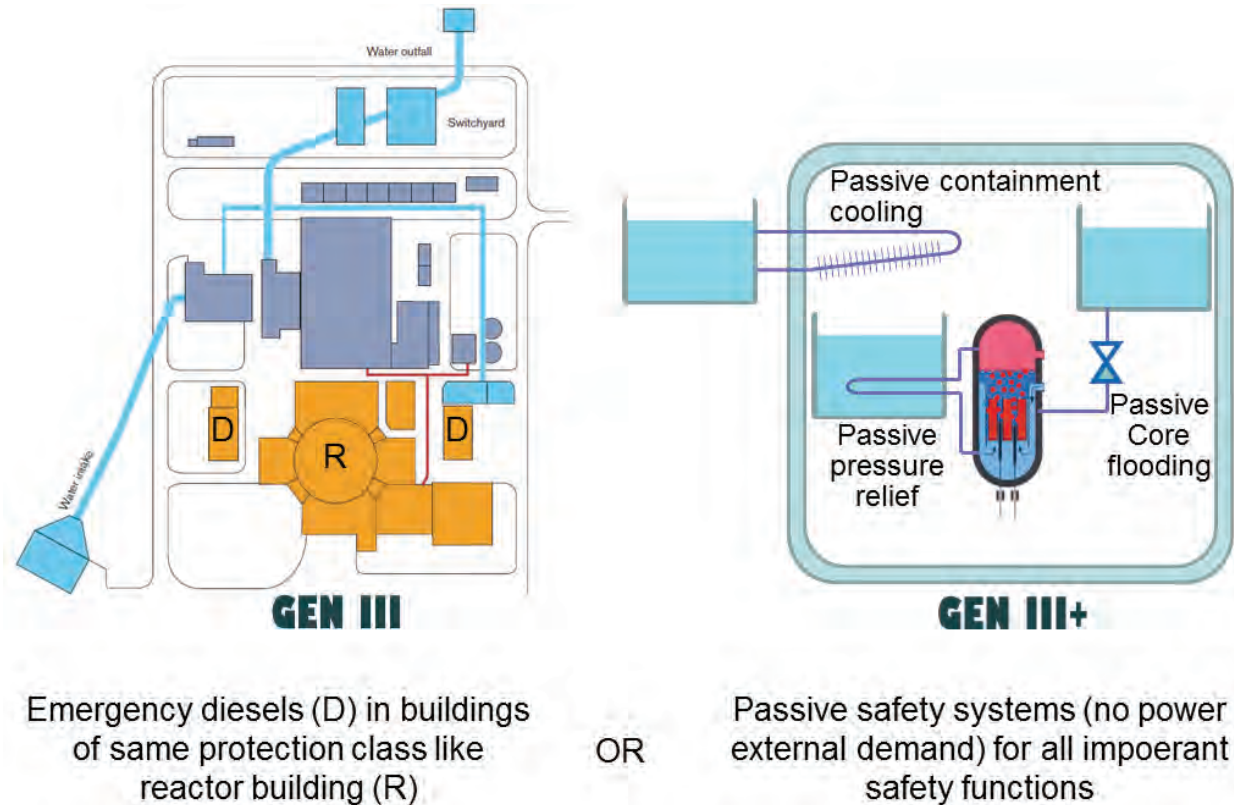 Water outfall
Switchyard
Water intake
D
R
D
GEN III
Passive containment
cooling
Passive
pressure
relief
Passive
Core
flooding
GEN III+
Emergency diesels (D) in buildings
of same protection class like
reactor building (R)
OR
Passive safety systems (no power
external demand) for all impoerant
safety functions